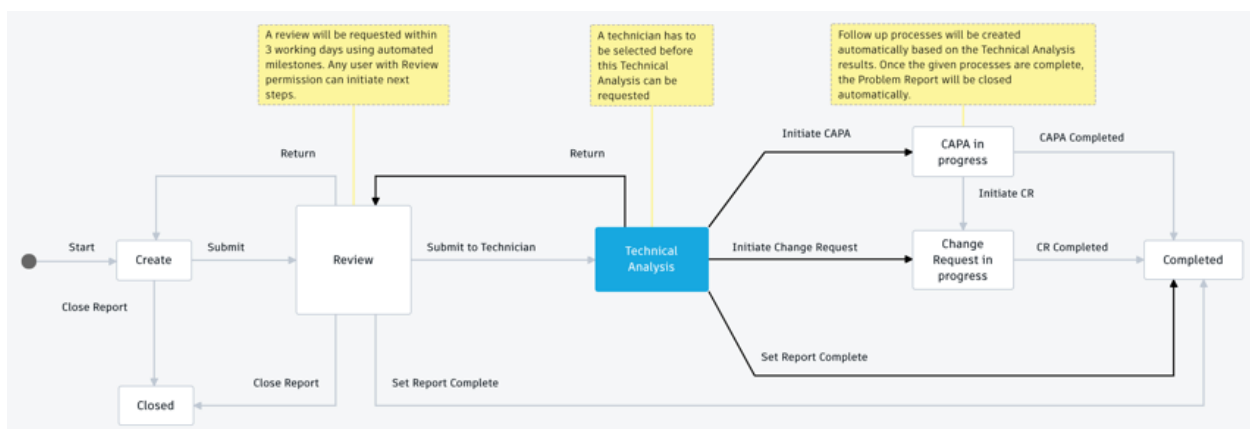 A review will be requested within
3 working days using automated
milestones. Any user with Review
permission can initiate next
steps.
A technician has to
be selected before
this Technical
Analysis can be
requested
Follow up processes will be created
automatically based on the Technical Analysis
results. Once the given processes are complete,
the Problem Report will be closed
automatically.
Return
Return
Initiate CAPA
CAPA in
progress
CAPA Completed
Initiate CR
Start
Create
Submit
Review
Submit to Technician
Technical
Analysis
Initiate Change Request
Change
Request in
progress
CR Completed
Completed
Close Report
Set Report Complete
Closed
Close Report
Set Report Complete